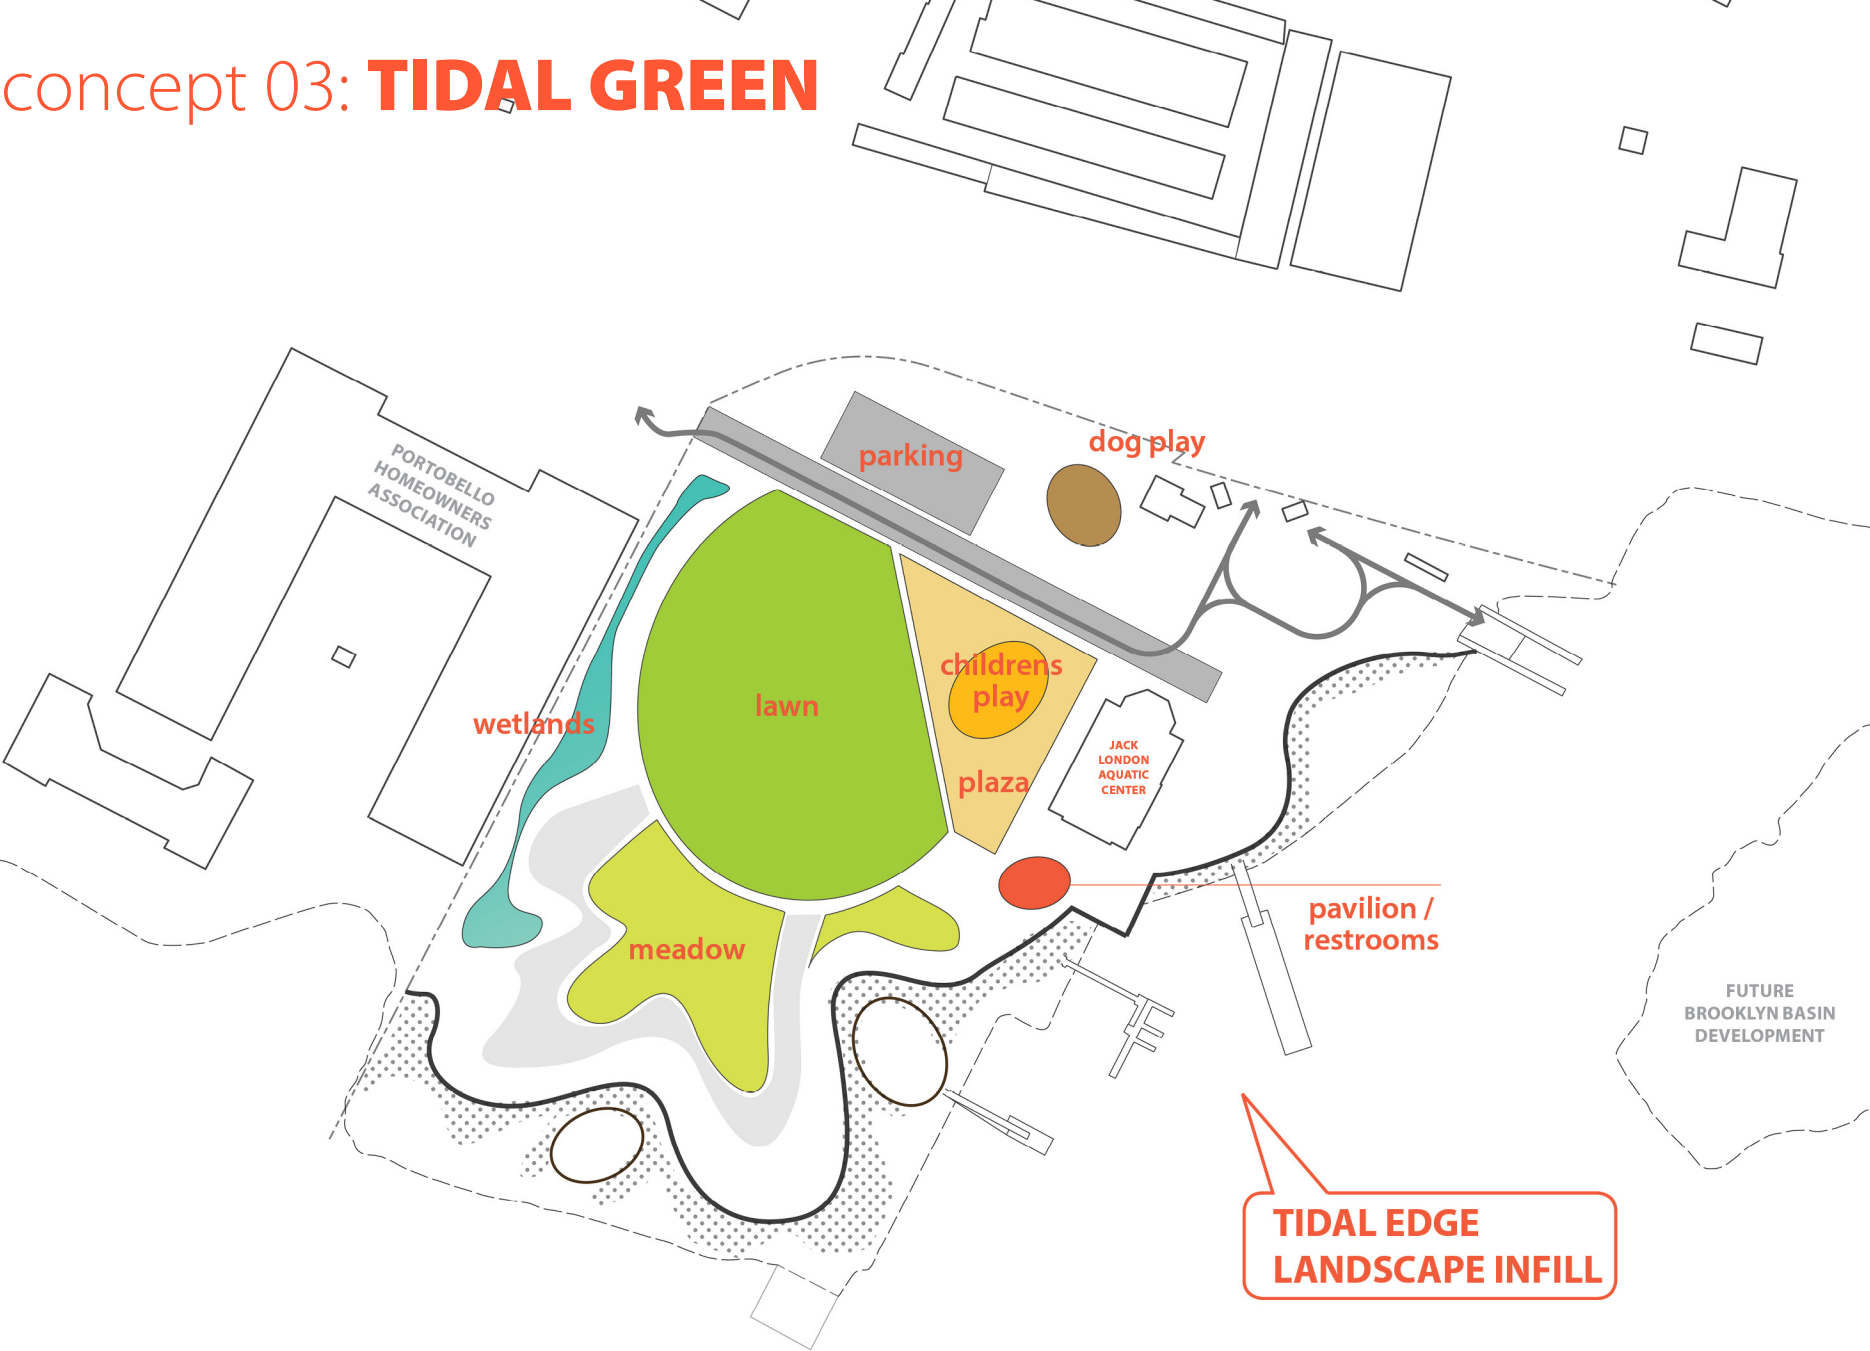 concept 03: TIDAL GREEN
PORTOBELLO
HOMEOWNERS
ASSOCIATION
parking
dog play
wetlands
lawn
childrens
play
plaza
JACK
LONDON
AQUATIC
CENTER
meadow
pavilion /
restrooms
FUTURE
BROOKLYN BASIN
DEVELOPMENT
TIDAL EDGE
LANDSCAPE INFILL